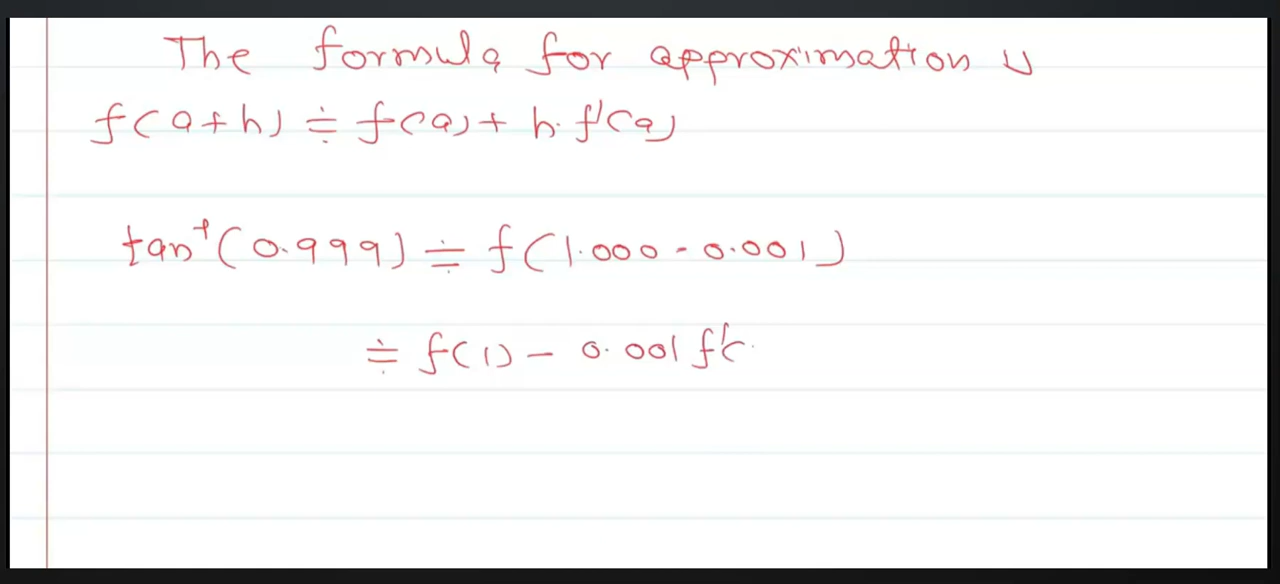 The formula for approximation is
f(a+h) ≑ f(a) + h. f'(a)
tan⁻¹(0.999) ≑ f(1.000 - 0.001)
≑ f(1) - 0.001 f'(